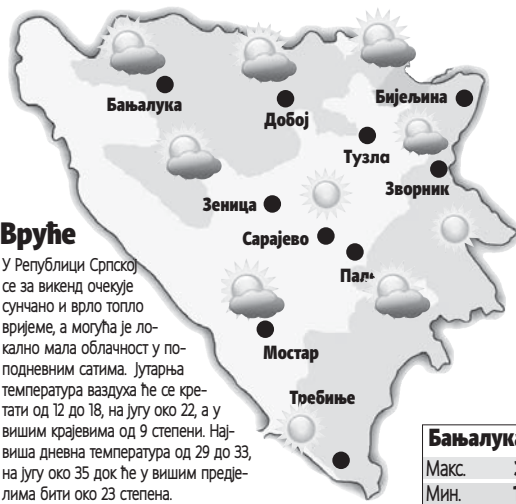 Бањалука
Добој
Бијељина
Тузла
Зворник
Зеница
Сарајево
Мостар
Требиње
Вруће
У Републици Српској
се за викенд очекује
сунчано и врло топло
вријеме, а могућа је ло-
кално мала облачност у по-
подневним сатима. Јутарња
температура ваздуха ће се кре-
тати од 12 до 18, на југу око 22, а у
вишим крајевима од 9 степени. Нај-
виша дневна температура од 29 до 33,
на југу око 35 док ће у вишим предје-
лима бити око 23 степена.
Бањалука
Макс.
Мин.